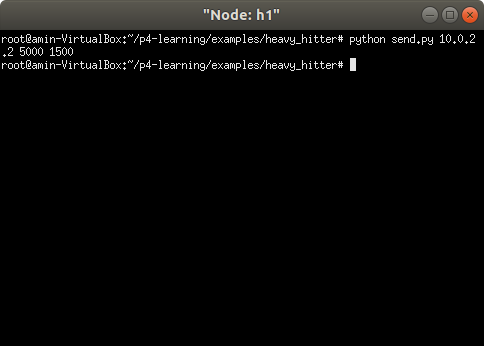 "Node: h1"
root@amin-VirtualBox:~/p4-learning/examples/heavy_hitter# python send.py 10.0.2
.2 5000 1500
root@amin-VirtualBox:~/p4-learning/examples/heavy_hitter#